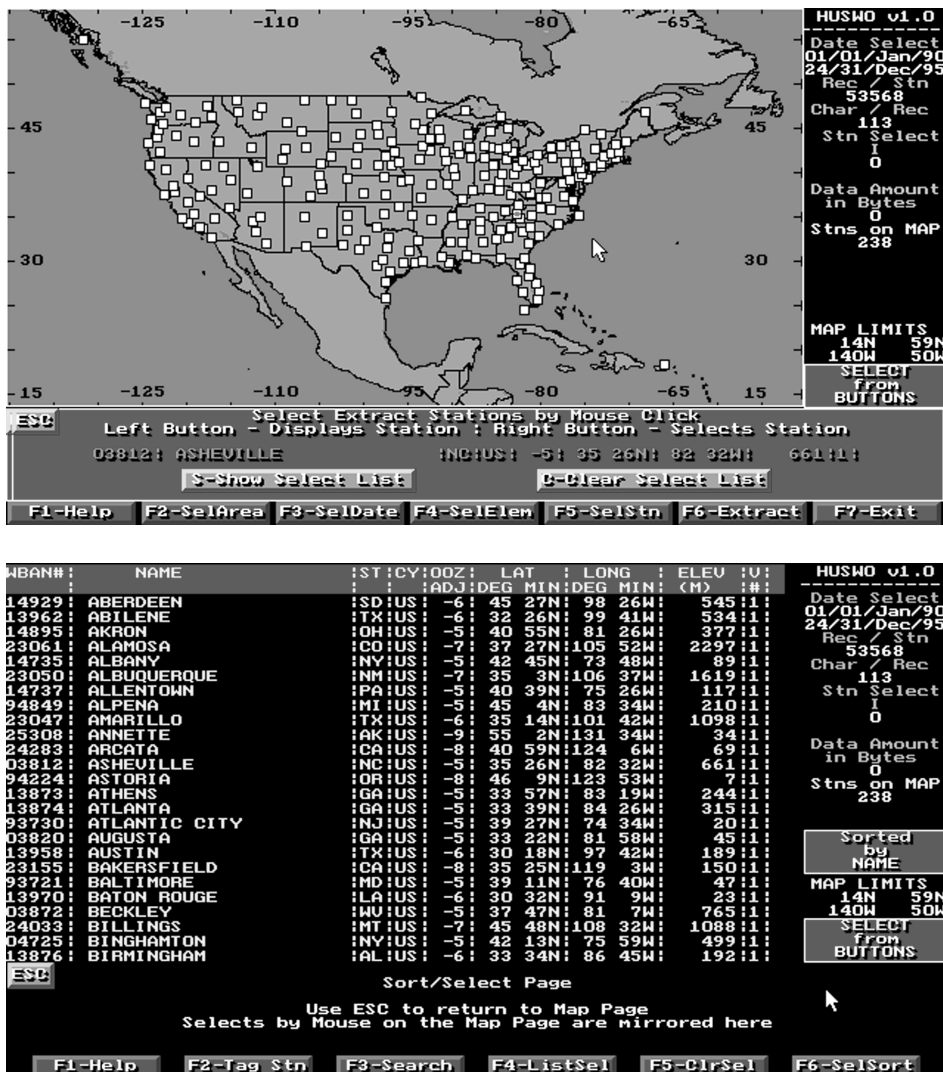 -125 -110 -95 -80 -65
45 45
30 30
15 -125 -110 -95 -80 -65 15
HUSWO v1.0
Date Select
01/01/Jan/90
24/31/Dec/95
Rec / Stn
53568
Char / Rec
113
Stn Select
I
0
Data Amount
in Bytes
0
Stns on MAP
238
MAP LIMITS
14N 59N
140W 50W
SELECT
from
BUTTONS
ESC
Select Extract Stations by Mouse Click
Left Button - Displays Station : Right Button - Selects Station
03812: ASHEVILLE :NC:US: -5: 35 26N: 82 32W: 661:1:
S-Show Select List C-Clear Select List
F1-Help F2-SelArea F3-SelDate F4-SelElem F5-SelStn F6-Extract F7-Exit
WBAN#: NAME :ST:CY:OOZ: LAT : LONG : ELEV :V:
: :ADJ:DEG MIN:DEG MIN: (M) :#:
14929: ABERDEEN :SD:US: -6: 45 27N: 98 26W: 545:1:
13962: ABILENE :TX:US: -6: 32 26N: 99 41W: 534:1:
14895: AKRON :OH:US: -5: 40 55N: 81 26W: 377:1:
23061: ALAMOSA :CO:US: -7: 37 27N:105 52W: 2297:1:
14735: ALBANY :NY:US: -5: 42 45N: 73 48W: 89:1:
23050: ALBUQUERQUE :NM:US: -7: 35 3N:106 37W: 1619:1:
14737: ALLENTOWN :PA:US: -5: 40 39N: 75 26W: 117:1:
94849: ALPENA :MI:US: -5: 45 4N: 83 34W: 210:1:
23047: AMARILLO :TX:US: -6: 35 14N:101 42W: 1098:1:
25308: ANNETTE :AK:US: -9: 55 2N:131 34W: 34:1:
24283: ARCATA :CA:US: -8: 40 59N:124 6W: 69:1:
03812: ASHEVILLE :NC:US: -5: 35 26N: 82 32W: 661:1:
94224: ASTORIA :OR:US: -8: 46 9N:123 53W: 7:1:
13873: ATHENS :GA:US: -5: 33 57N: 83 19W: 244:1:
13874: ATLANTA :GA:US: -5: 33 39N: 84 26W: 315:1:
93730: ATLANTIC CITY :NJ:US: -5: 39 27N: 74 34W: 20:1:
03820: AUGUSTA :GA:US: -5: 33 22N: 81 58W: 45:1:
13958: AUSTIN :TX:US: -6: 30 18N: 97 42W: 189:1:
23155: BAKERSFIELD :CA:US: -8: 35 25N:119 3W: 150:1:
93721: BALTIMORE :MD:US: -5: 39 11N: 76 40W: 47:1:
13970: BATON ROUGE :LA:US: -6: 30 32N: 91 9W: 23:1:
03872: BECKLEY :WV:US: -5: 37 47N: 81 7W: 765:1:
24033: BILLINGS :MT:US: -7: 45 48N:108 32W: 1088:1:
04725: BINGHAMTON :NY:US: -5: 42 13N: 75 59W: 499:1:
13876: BIRMINGHAM :AL:US: -6: 33 34N: 86 45W: 192:1:
HUSWO v1.0
Date Select
01/01/Jan/90
24/31/Dec/95
Rec / Stn
53568
Char / Rec
113
Stn Select
I
0
Data Amount
in Bytes
0
Stns on MAP
238
Sorted
by
NAME
MAP LIMITS
14N 59N
140W 50W
SELECT
from
BUTTONS
ESC
Sort/Select Page
Use ESC to return to Map Page
Selects by Mouse on the Map Page are mirrored here
F1-Help F2-Tag Stn F3-Search F4-ListSel F5-ClrSel F6-SelSort